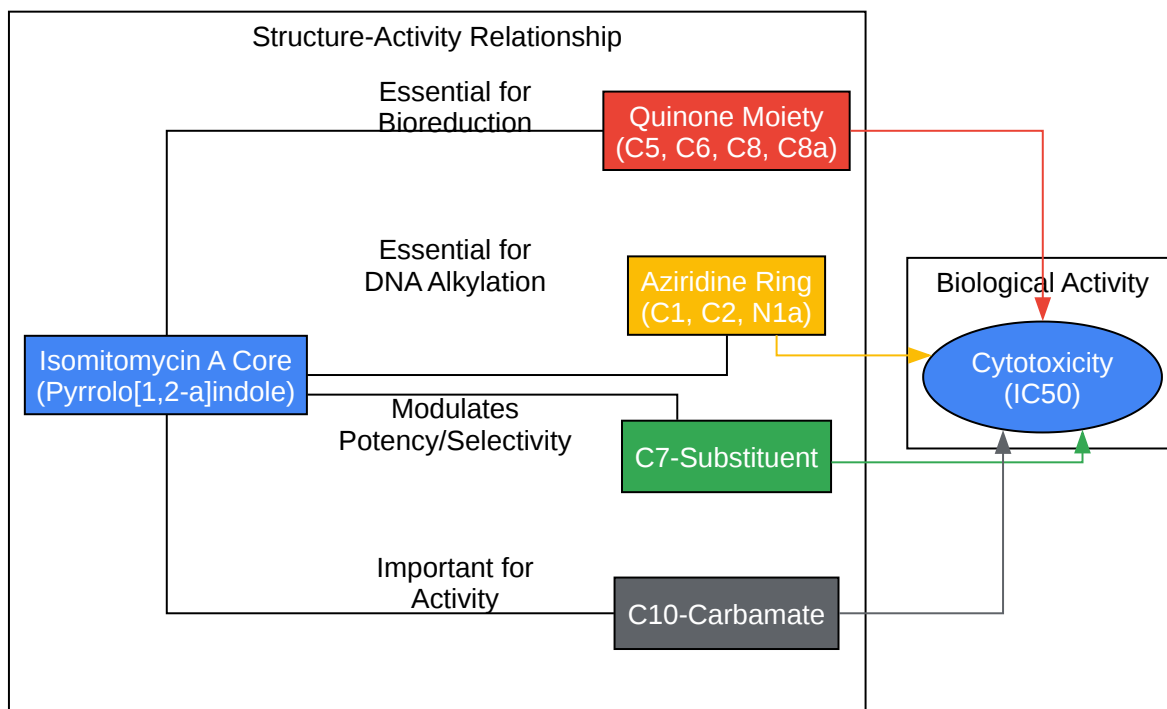 Structure-Activity Relationship
Essential for
Bioreduction
Quinone Moiety
(C5, C6, C8, C8a)
Essential for
DNA Alkylation
Aziridine Ring
(C1, C2, N1a)
Biological Activity
Isomitomycin A Core
(Pyrrolo[1,2-a]indole)
Cytotoxicity
(IC50)
Modulates
Potency/Selectivity
C7-Substituent
Important for
Activity
C10-Carbamate